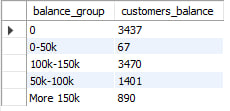 balance_group customers_balance
0 3437
0-50k 67
100k-150k 3470
50k-100k 1401
More 150k 890